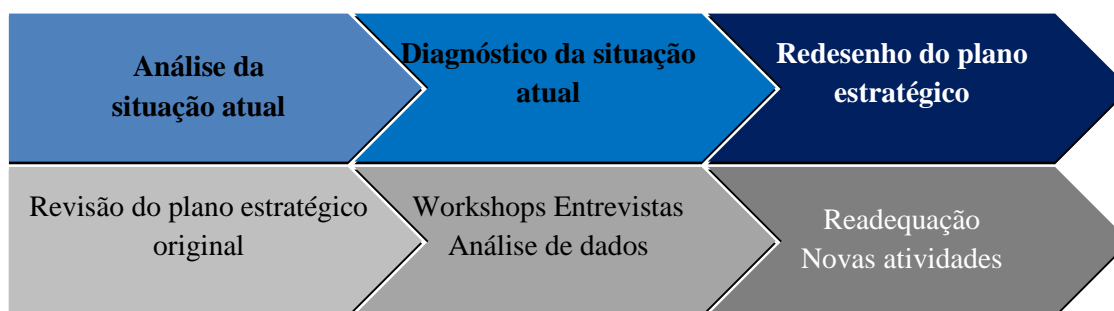 Análise da
situação atual
Diagnóstico da situação
atual
Redesenho do plano
estratégico
Revisão do plano estratégico
original
Workshops Entrevistas
Análise de dados
Readequação
Novas atividades